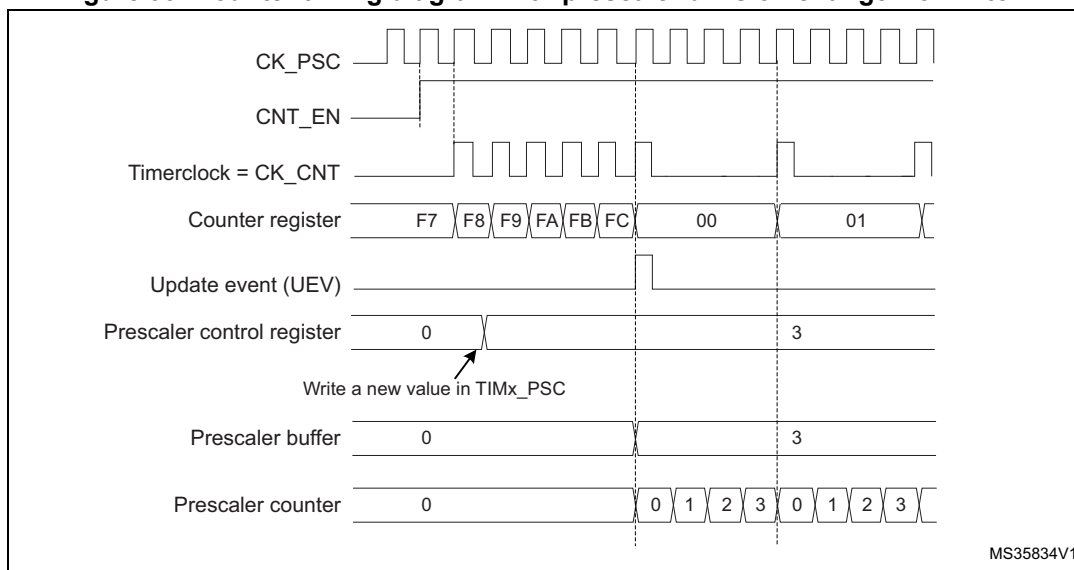 CK_PSC
CNT_EN
Timerclock = CK_CNT
Counter register F7 F8 F9 FA FB FC 00 01
Update event (UEV)
Prescaler control register 0 3
Write a new value in TIMx_PSC
Prescaler buffer 0 3
Prescaler counter 0 0 1 2 3 0 1 2 3
MS35834V1